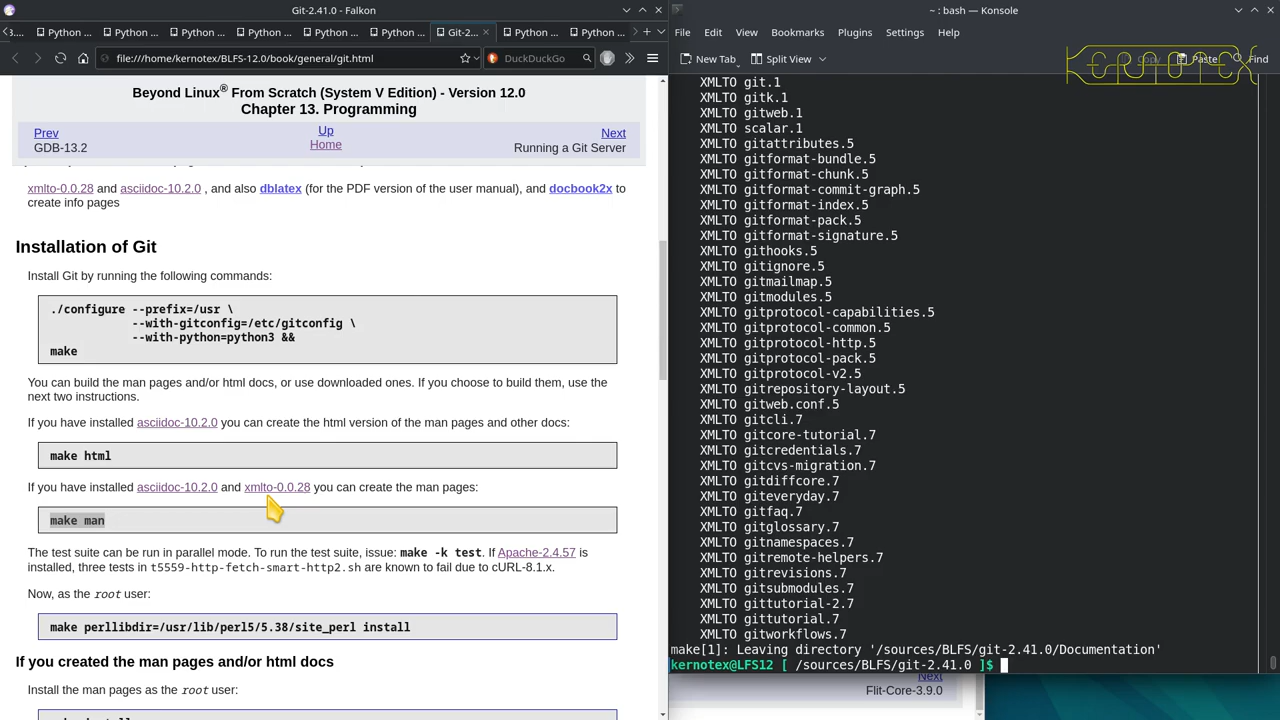 Git-2.41.0 - Falkon
Python ...
Python ...
Python ...
Python ...
Python ...
Python ...
Git-2...
Python ...
Python ...
file:///home/kernotex/BLFS-12.0/book/general/git.html
DuckDuckGo
Beyond Linux® From Scratch (System V Edition) - Version 12.0
Chapter 13. Programming
Prev
Up
Next
GDB-13.2
Home
Running a Git Server
xmlto-0.0.28 and asciidoc-10.2.0 , and also dblatex (for the PDF version of the user manual), and docbook2x to
create info pages
Installation of Git
Install Git by running the following commands:
./configure --prefix=/usr \
--with-gitconfig=/etc/gitconfig \
--with-python=python3 &&
make
You can build the man pages and/or html docs, or use downloaded ones. If you choose to build them, use the
next two instructions.
If you have installed asciidoc-10.2.0 you can create the html version of the man pages and other docs:
make html
If you have installed asciidoc-10.2.0 and xmlto-0.0.28 you can create the man pages:
make man
The test suite can be run in parallel mode. To run the test suite, issue: make -k test. If Apache-2.4.57 is
installed, three tests in t5559-http-fetch-smart-http2.sh are known to fail due to cURL-8.1.x.
Now, as the root user:
make perllibdir=/usr/lib/perl5/5.38/site_perl install
If you created the man pages and/or html docs
Install the man pages as the root user:
~ : bash — Konsole
File Edit View Bookmarks Plugins Settings Help
New Tab Split View Copy Paste Find
KERNOTEX
XMLTO git.1
XMLTO gitk.1
XMLTO gitweb.1
XMLTO scalar.1
XMLTO gitattributes.5
XMLTO gitformat-bundle.5
XMLTO gitformat-chunk.5
XMLTO gitformat-commit-graph.5
XMLTO gitformat-index.5
XMLTO gitformat-pack.5
XMLTO gitformat-signature.5
XMLTO githooks.5
XMLTO gitignore.5
XMLTO gitmailmap.5
XMLTO gitmodules.5
XMLTO gitprotocol-capabilities.5
XMLTO gitprotocol-common.5
XMLTO gitprotocol-http.5
XMLTO gitprotocol-pack.5
XMLTO gitprotocol-v2.5
XMLTO gitrepository-layout.5
XMLTO gitweb.conf.5
XMLTO gitcli.7
XMLTO gitcore-tutorial.7
XMLTO gitcredentials.7
XMLTO gitcvs-migration.7
XMLTO gitdiffcore.7
XMLTO giteveryday.7
XMLTO gitfaq.7
XMLTO gitglossary.7
XMLTO gitnamespaces.7
XMLTO gitremote-helpers.7
XMLTO gitrevisions.7
XMLTO gitsubmodules.7
XMLTO gittutorial-2.7
XMLTO gittutorial.7
XMLTO gitworkflows.7
make[1]: Leaving directory '/sources/BLFS/git-2.41.0/Documentation'
kernotex@LFS12 [ /sources/BLFS/git-2.41.0 ]$
Next
Flit-Core-3.9.0